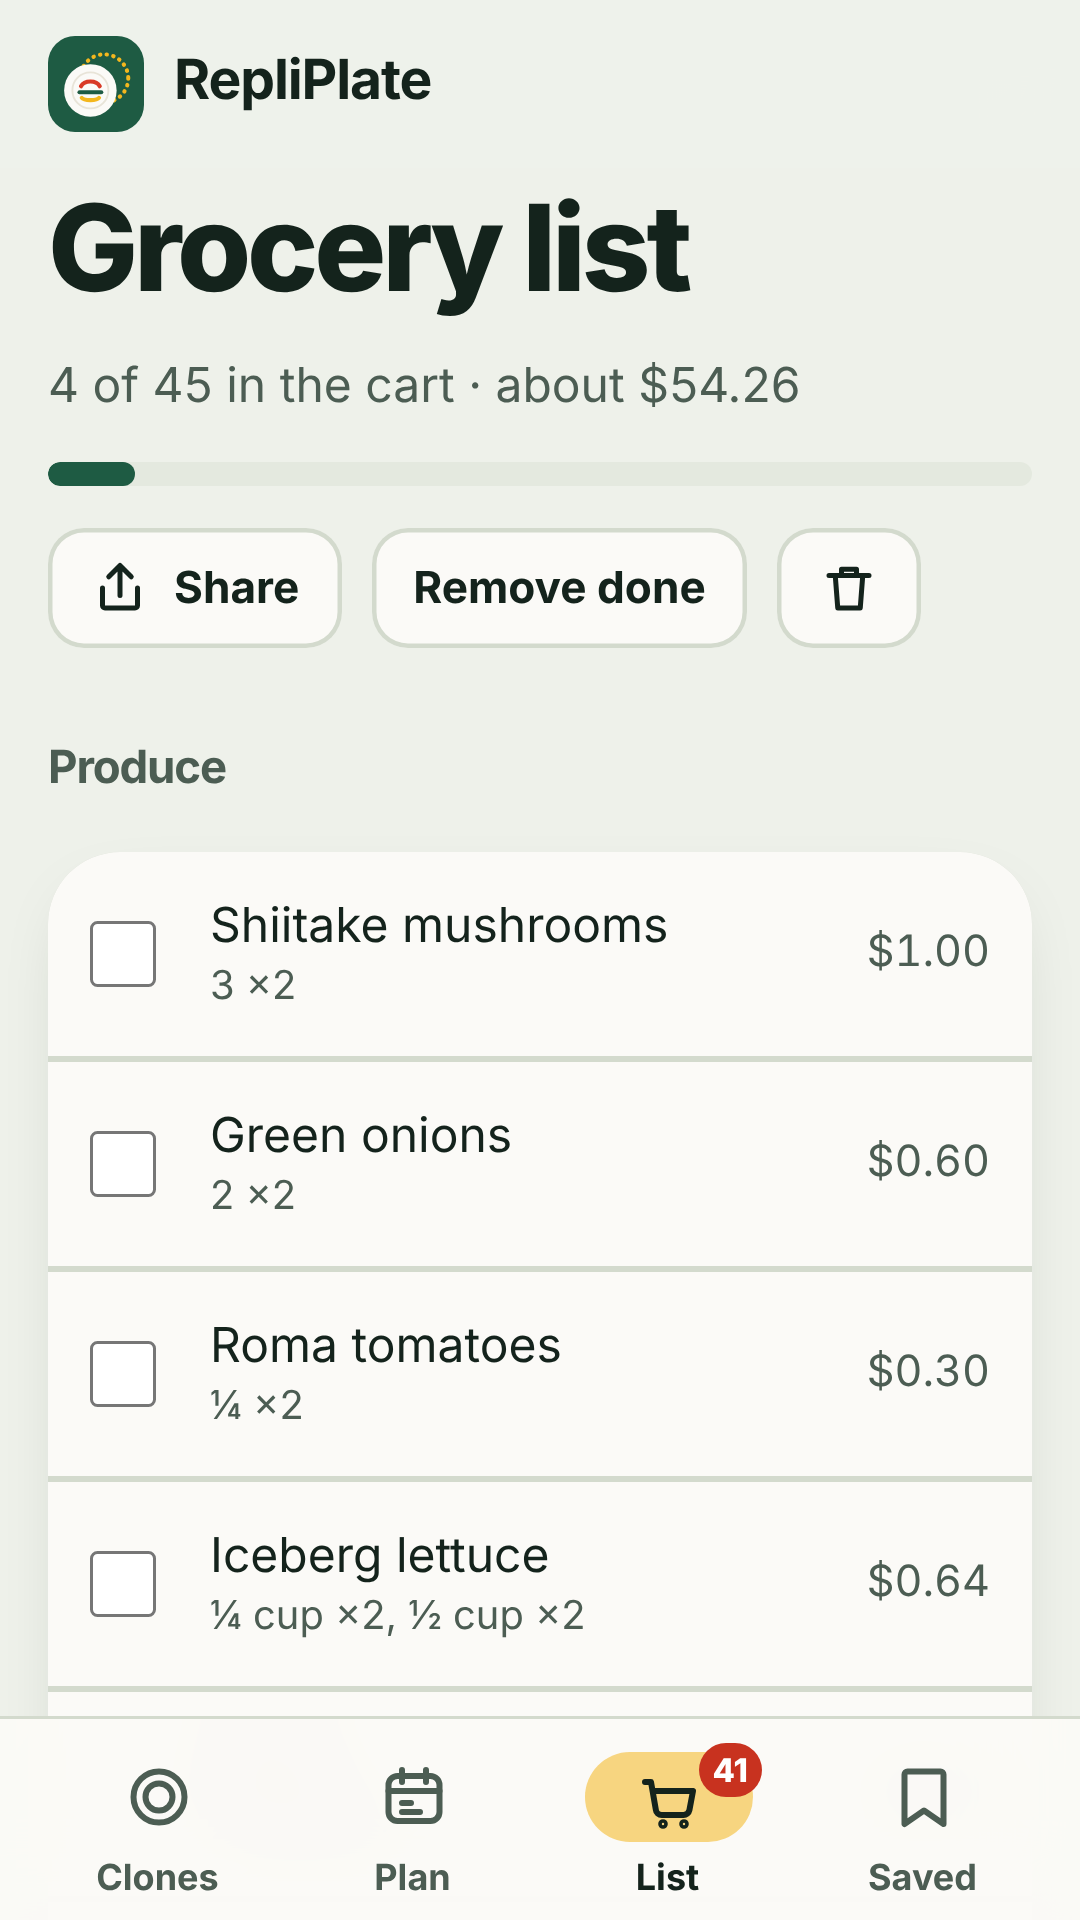 RepliPlate
Grocery list
4 of 45 in the cart · about $54.26
Share
Remove done
Produce
Shiitake mushrooms
3 ×2
$1.00
Green onions
2 ×2
$0.60
Roma tomatoes
¼ ×2
$0.30
Iceberg lettuce
¼ cup ×2, ½ cup ×2
$0.64
41
Clones
Plan
List
Saved